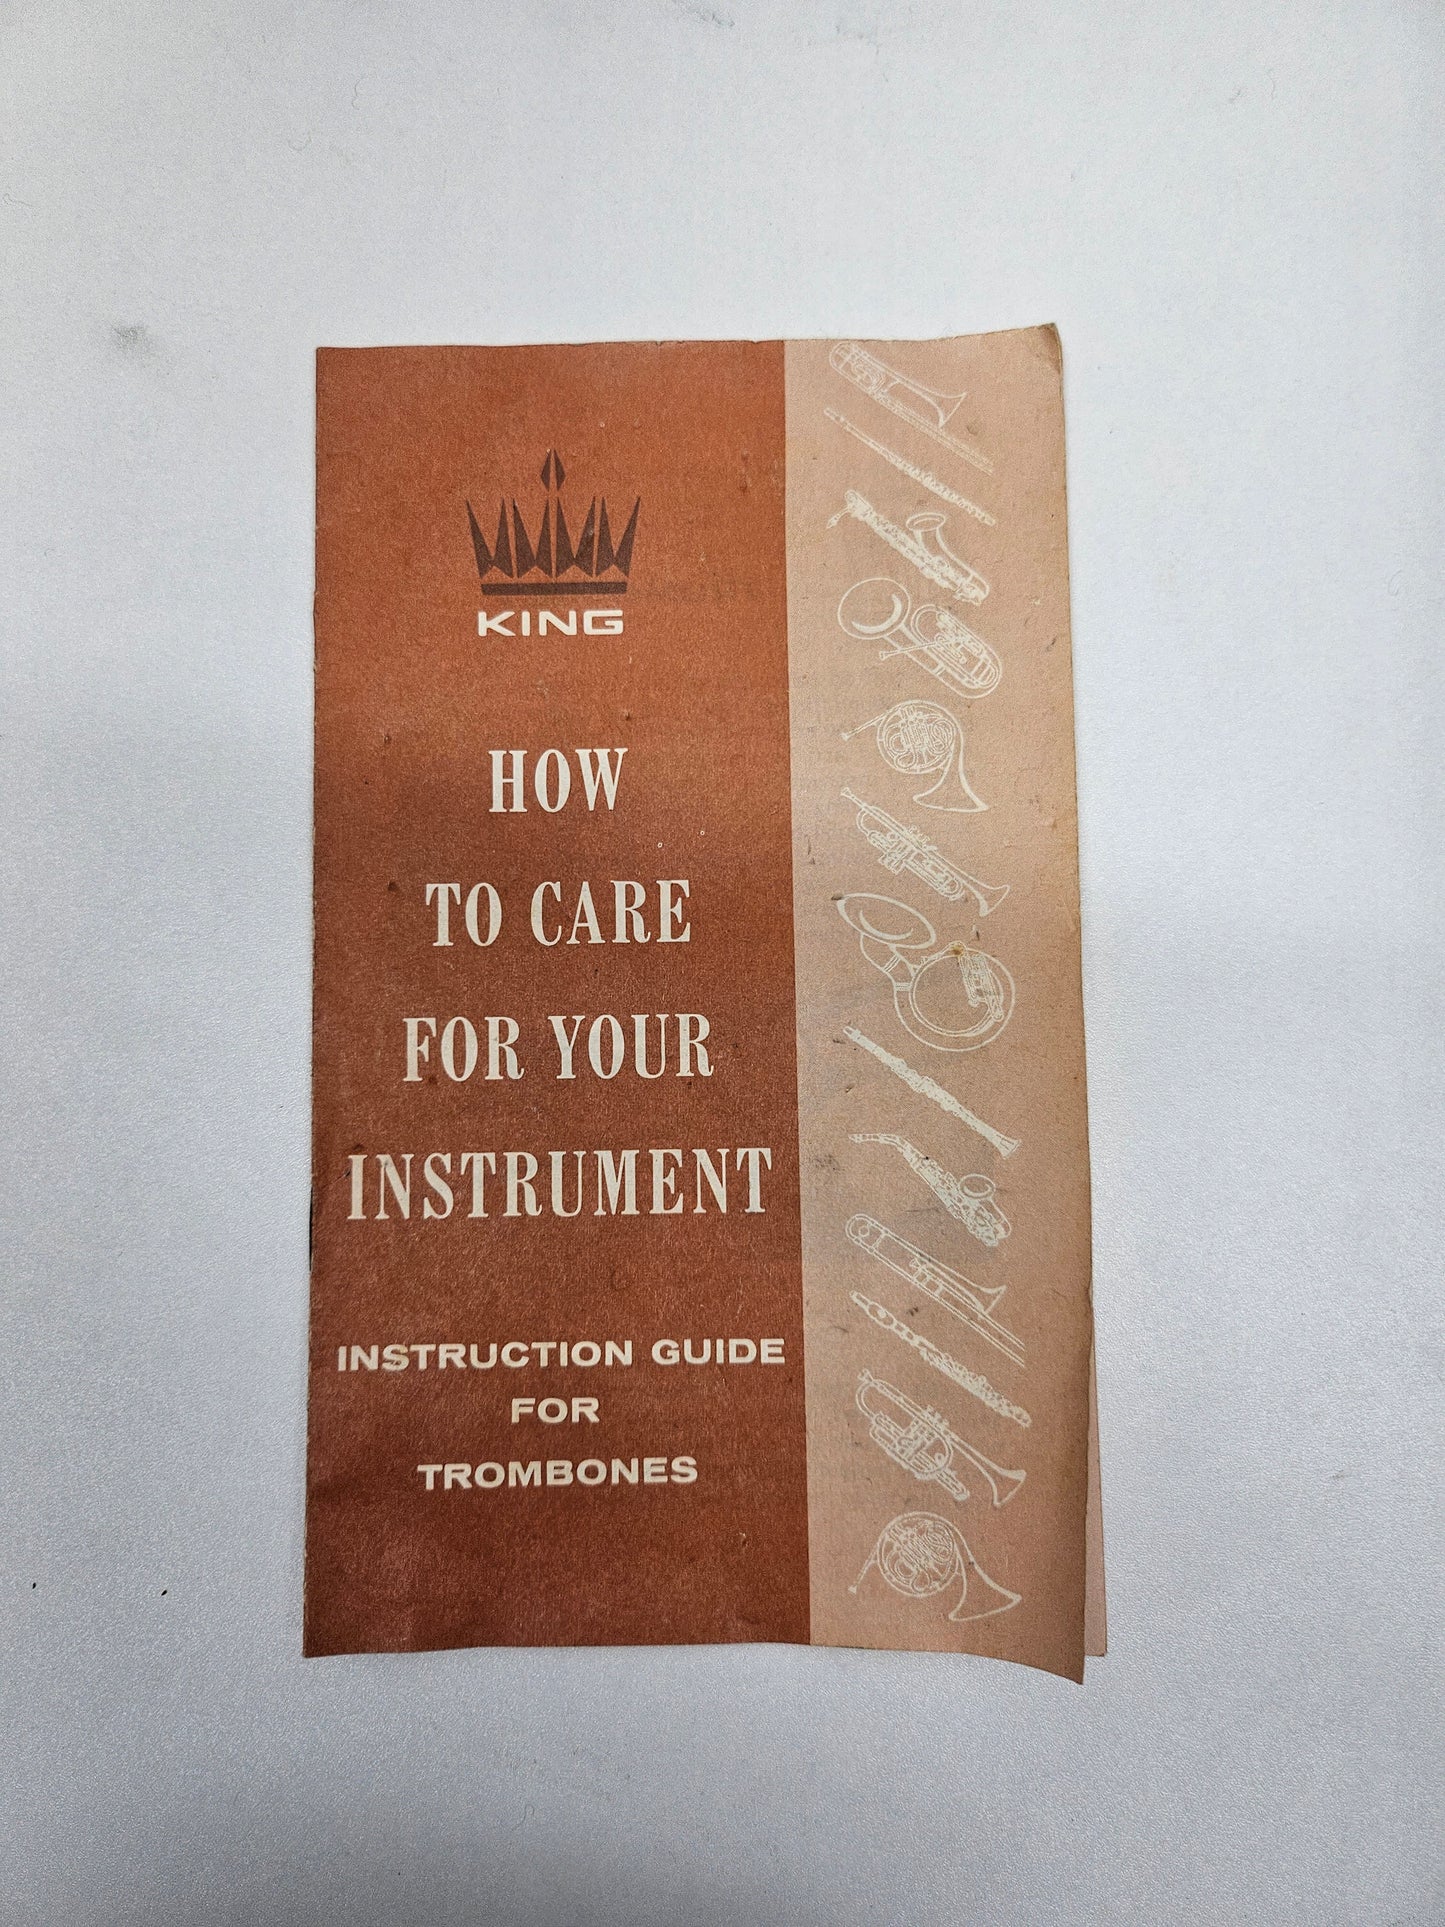 KING
HOW
TO CARE
FOR YOUR
INSTRUMENT
INSTRUCTION GUIDE
FOR
TROMBONES